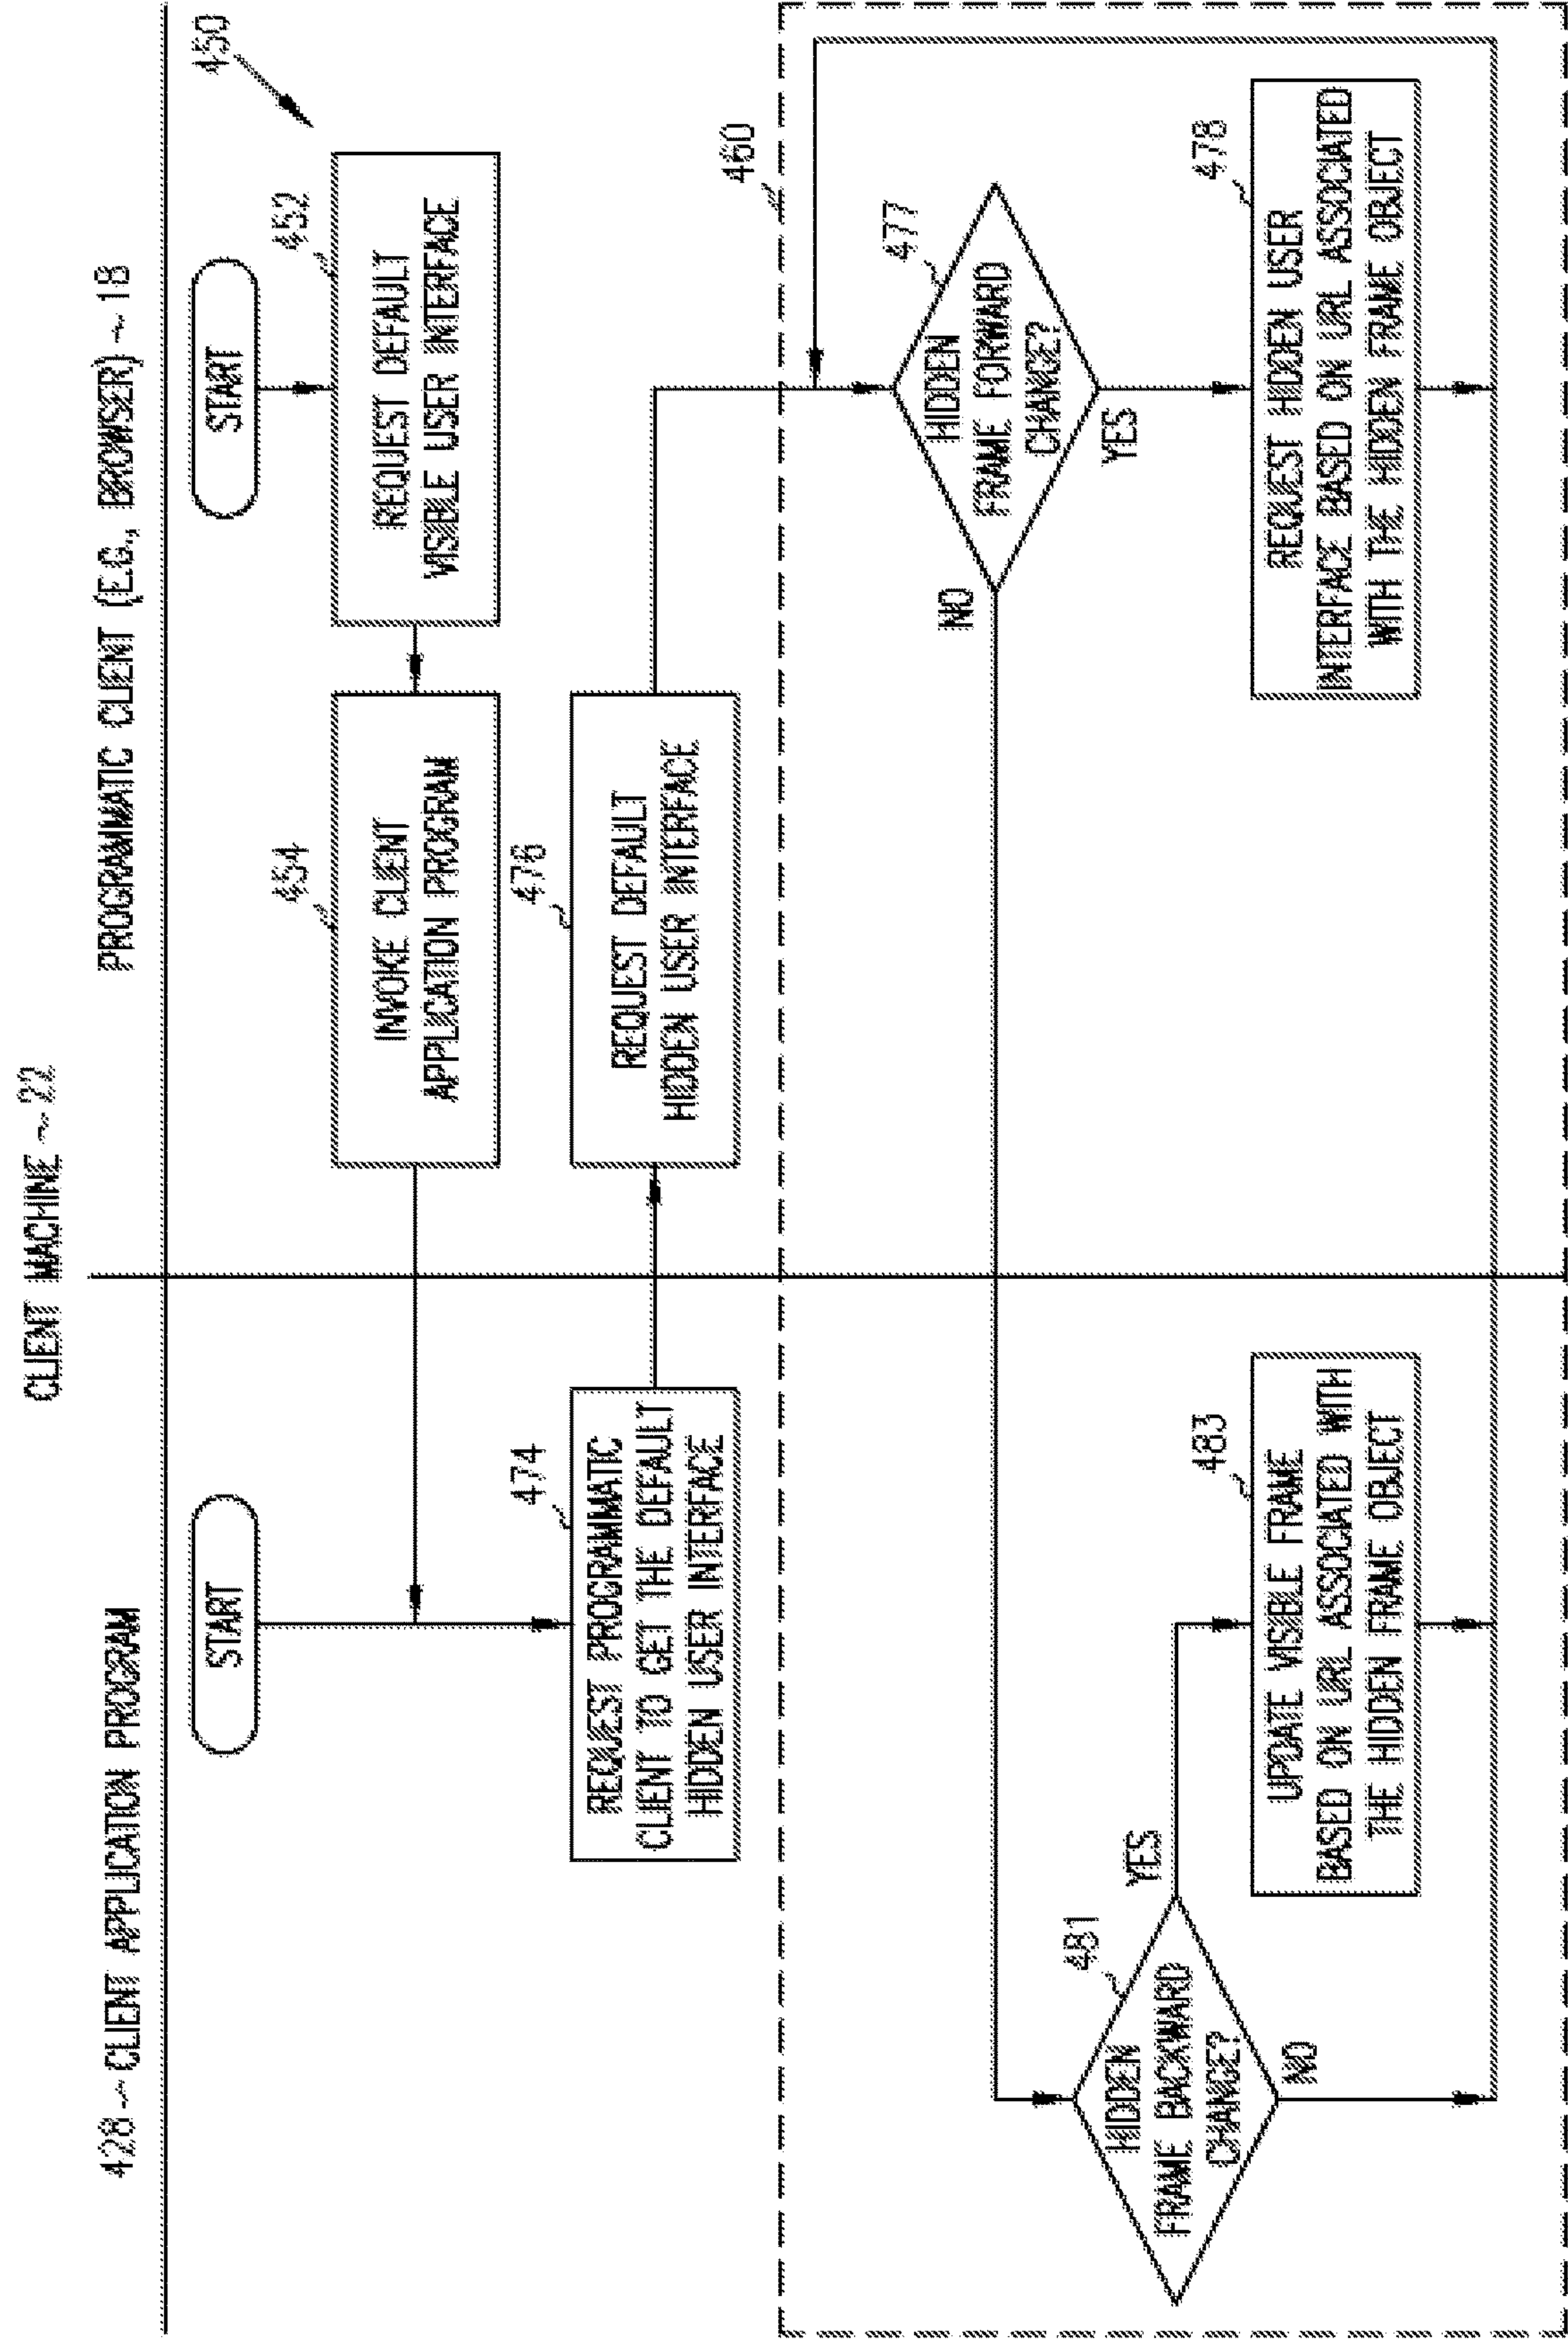 CLIENT MACHINE ~22
428 ~ CLIENT APPLICATION PROGRAM
PROGRAMMATIC CLIENT (E.G., BROWSER) ~ 18
450
START
START
452
REQUEST DEFAULT
VISIBLE USER INTERFACE
454
INVOKE CLIENT
APPLICATION PROGRAM
474
REQUEST PROGRAMMATIC
CLIENT TO GET THE DEFAULT
HIDDEN USER INTERFACE
476
REQUEST DEFAULT
HIDDEN USER INTERFACE
460
477
HIDDEN
FRAME FORWARD
CHANGE?
NO
YES
481
HIDDEN
FRAME BACKWARD
CHANGE?
YES
NO
483
UPDATE VISIBLE FRAME
BASED ON URL ASSOCIATED WITH
THE HIDDEN FRAME OBJECT
478
REQUEST HIDDEN USER
INTERFACE BASED ON URL ASSOCIATED
WITH THE HIDDEN FRAME OBJECT